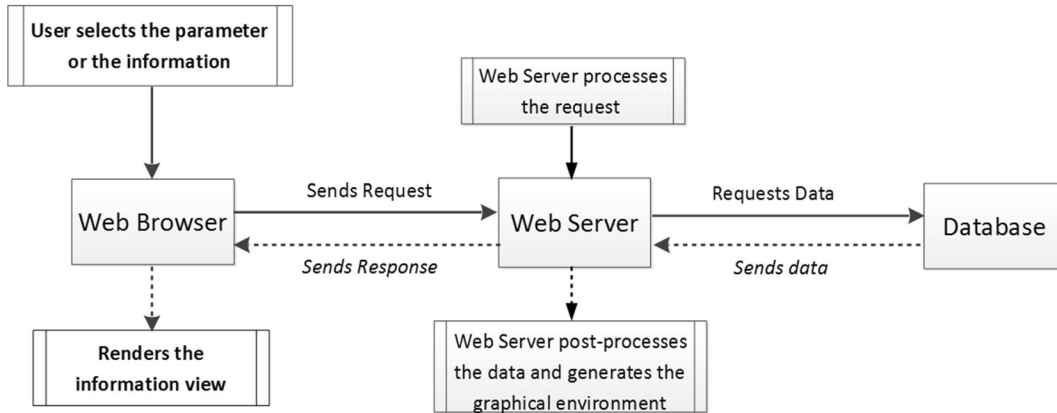 User selects the parameter
or the information
Web Server processes
the request
Sends Request
Requests Data
Web Browser
Web Server
Database
Sends Response
Sends data
Renders the
information view
Web Server post-processes
the data and generates the
graphical environment